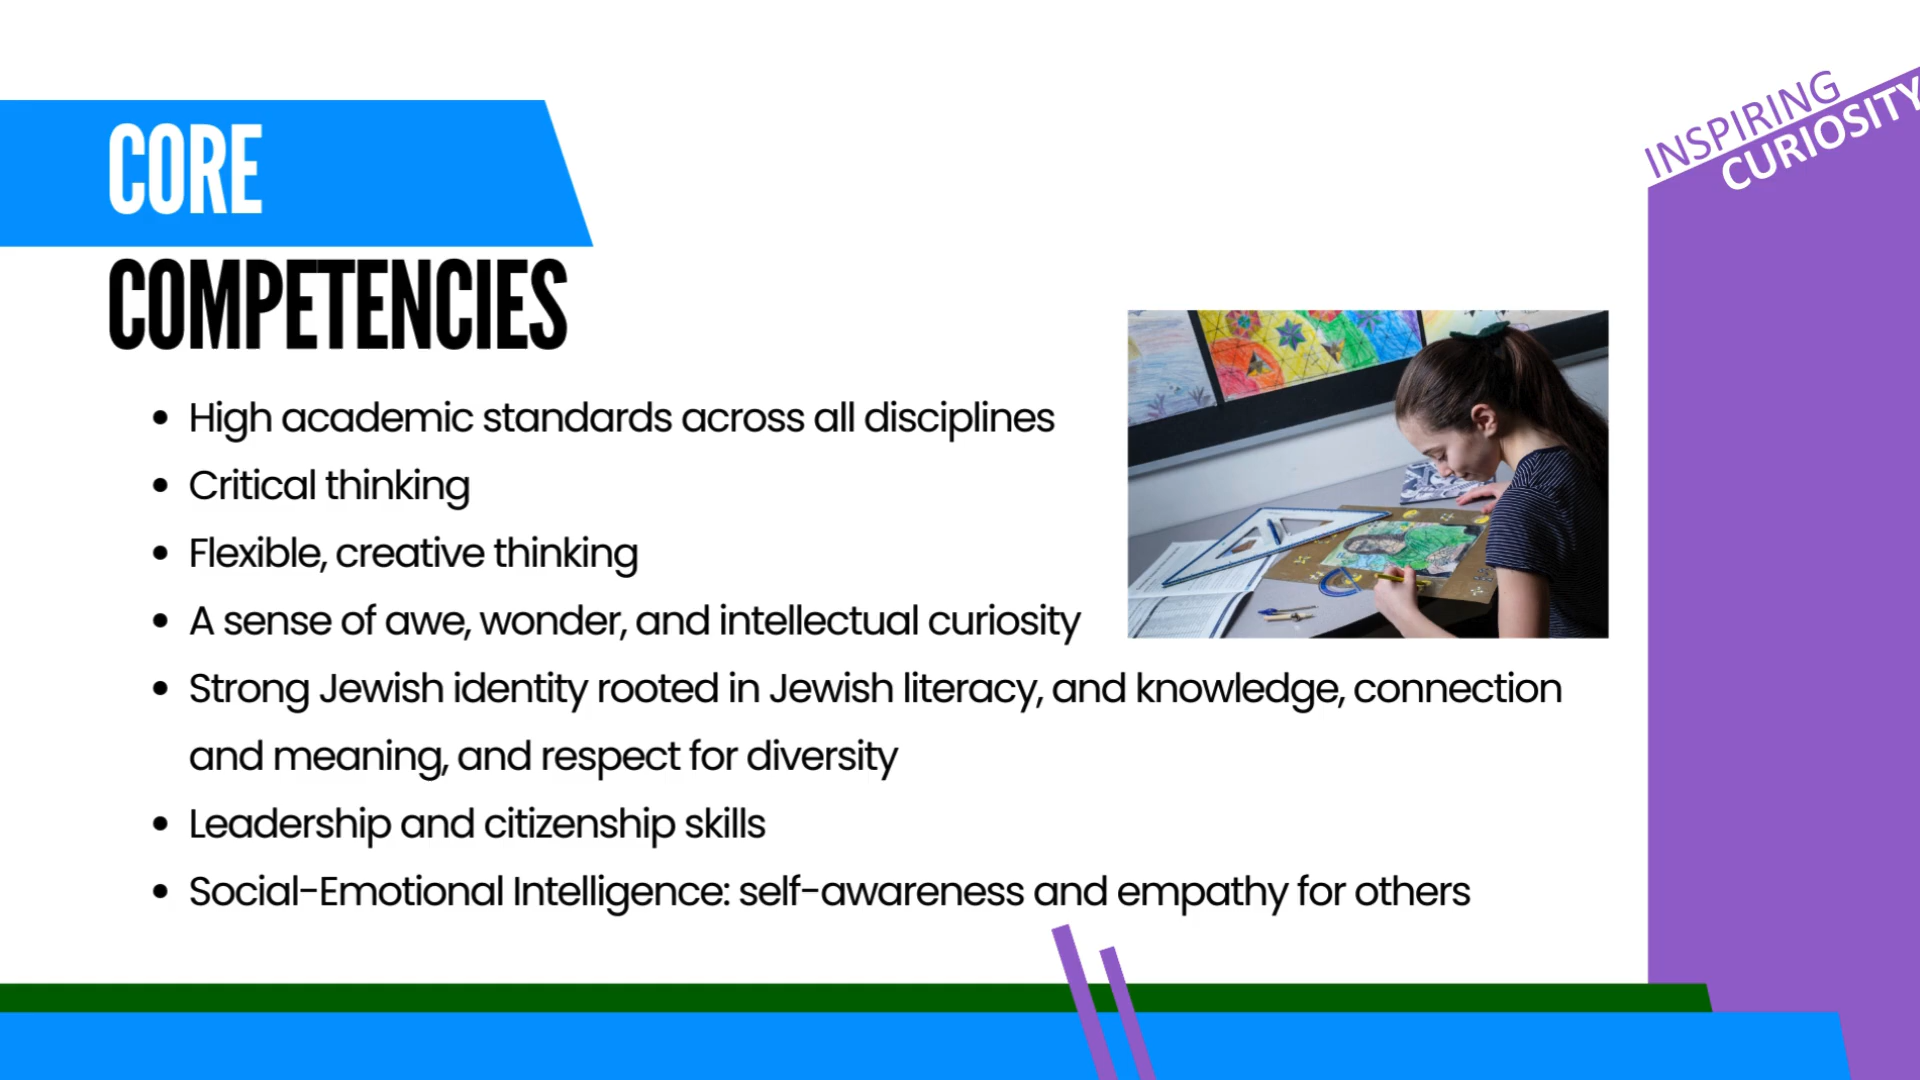 CORE
COMPETENCIES
INSPIRING
CURIOSITY
• High academic standards across all disciplines
• Critical thinking
• Flexible, creative thinking
• A sense of awe, wonder, and intellectual curiosity
• Strong Jewish identity rooted in Jewish literacy, and knowledge, connection
and meaning, and respect for diversity
• Leadership and citizenship skills
• Social-Emotional Intelligence: self-awareness and empathy for others